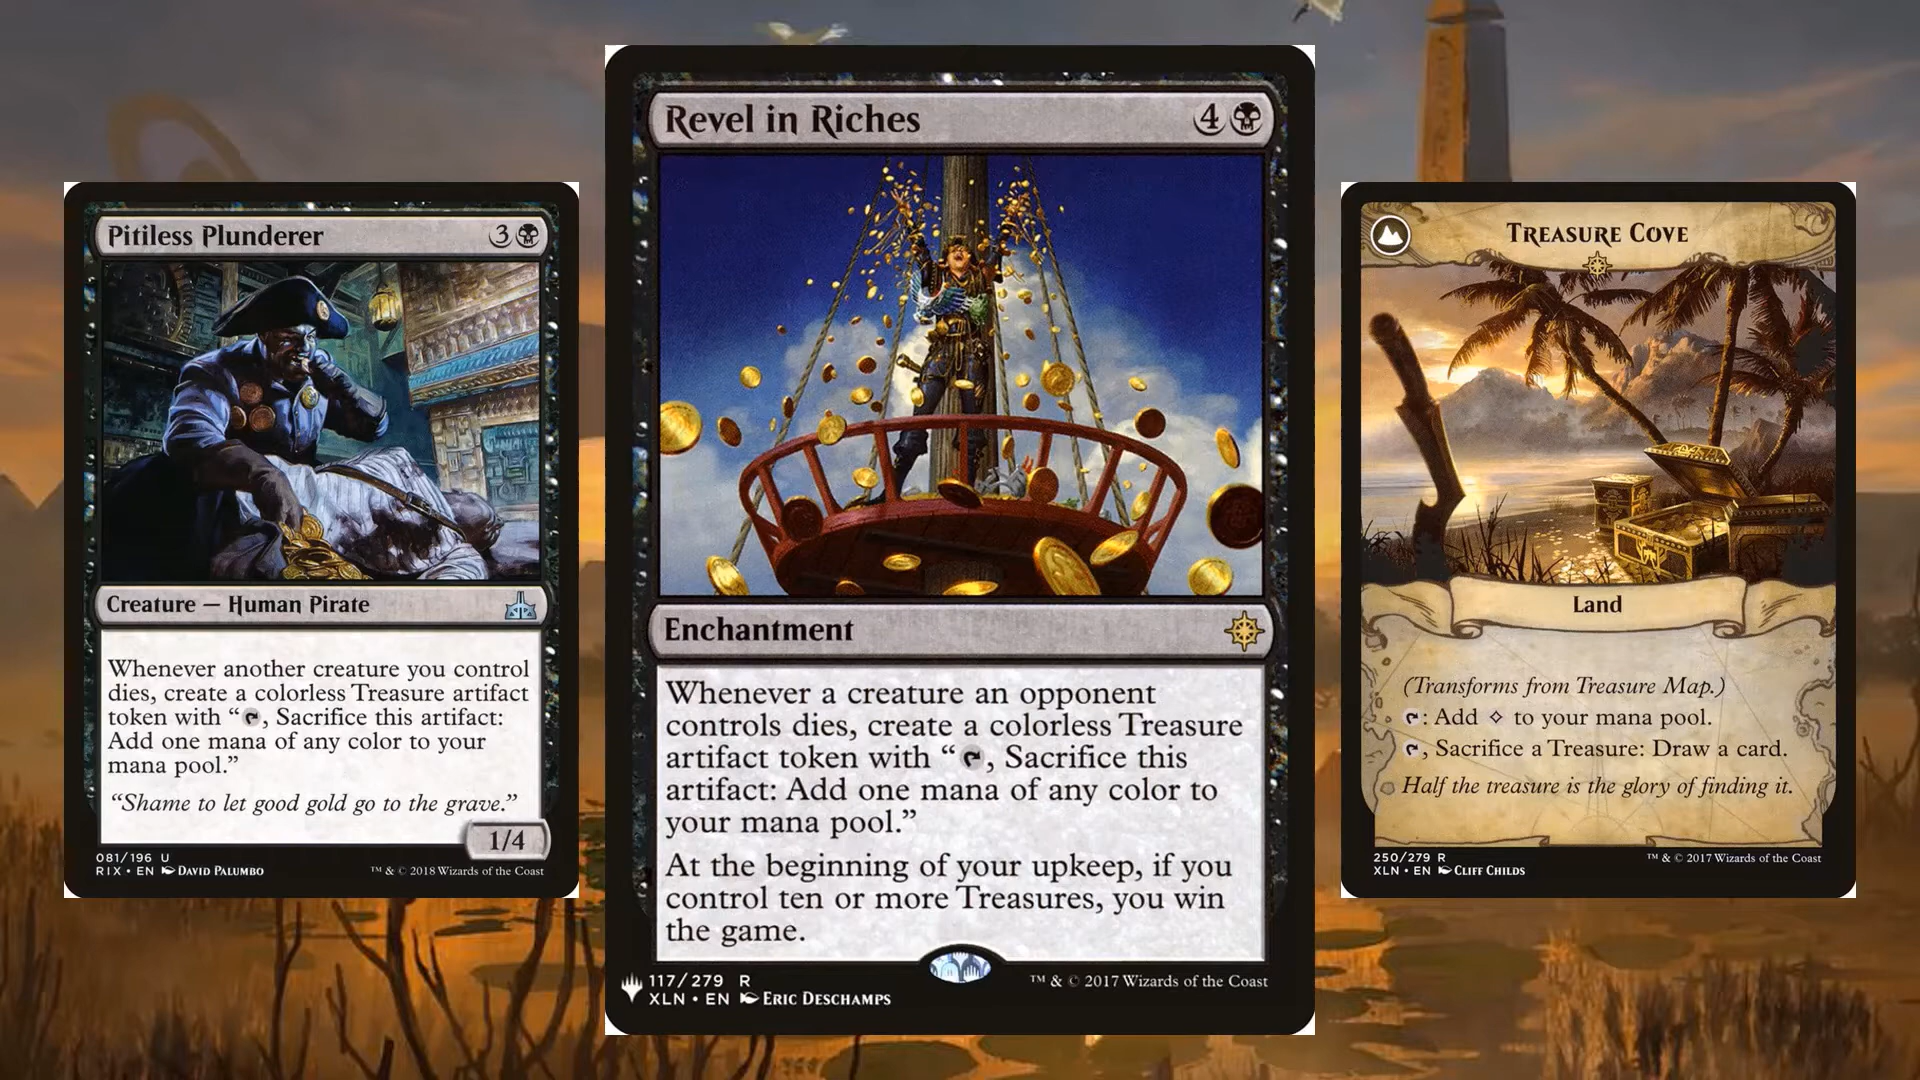 Pitiless Plunderer 3
Creature — Human Pirate
Whenever another creature you control
dies, create a colorless Treasure artifact
token with “, Sacrifice this artifact:
Add one mana of any color to your
mana pool.”
“Shame to let good gold go to the grave.”
1/4
081/196 U
RIX • EN David Palumbo
™ & © 2018 Wizards of the Coast
Revel in Riches 4
Enchantment
Whenever a creature an opponent
controls dies, create a colorless Treasure
artifact token with “, Sacrifice this
artifact: Add one mana of any color to
your mana pool.”
At the beginning of your upkeep, if you
control ten or more Treasures, you win
the game.
117/279 R
XLN • EN Eric Deschamps
™ & © 2017 Wizards of the Coast
Treasure Cove
Land
(Transforms from Treasure Map.)
: Add to your mana pool.
, Sacrifice a Treasure: Draw a card.
Half the treasure is the glory of finding it.
250/279 R
XLN • EN Cliff Childs
™ & © 2017 Wizards of the Coast